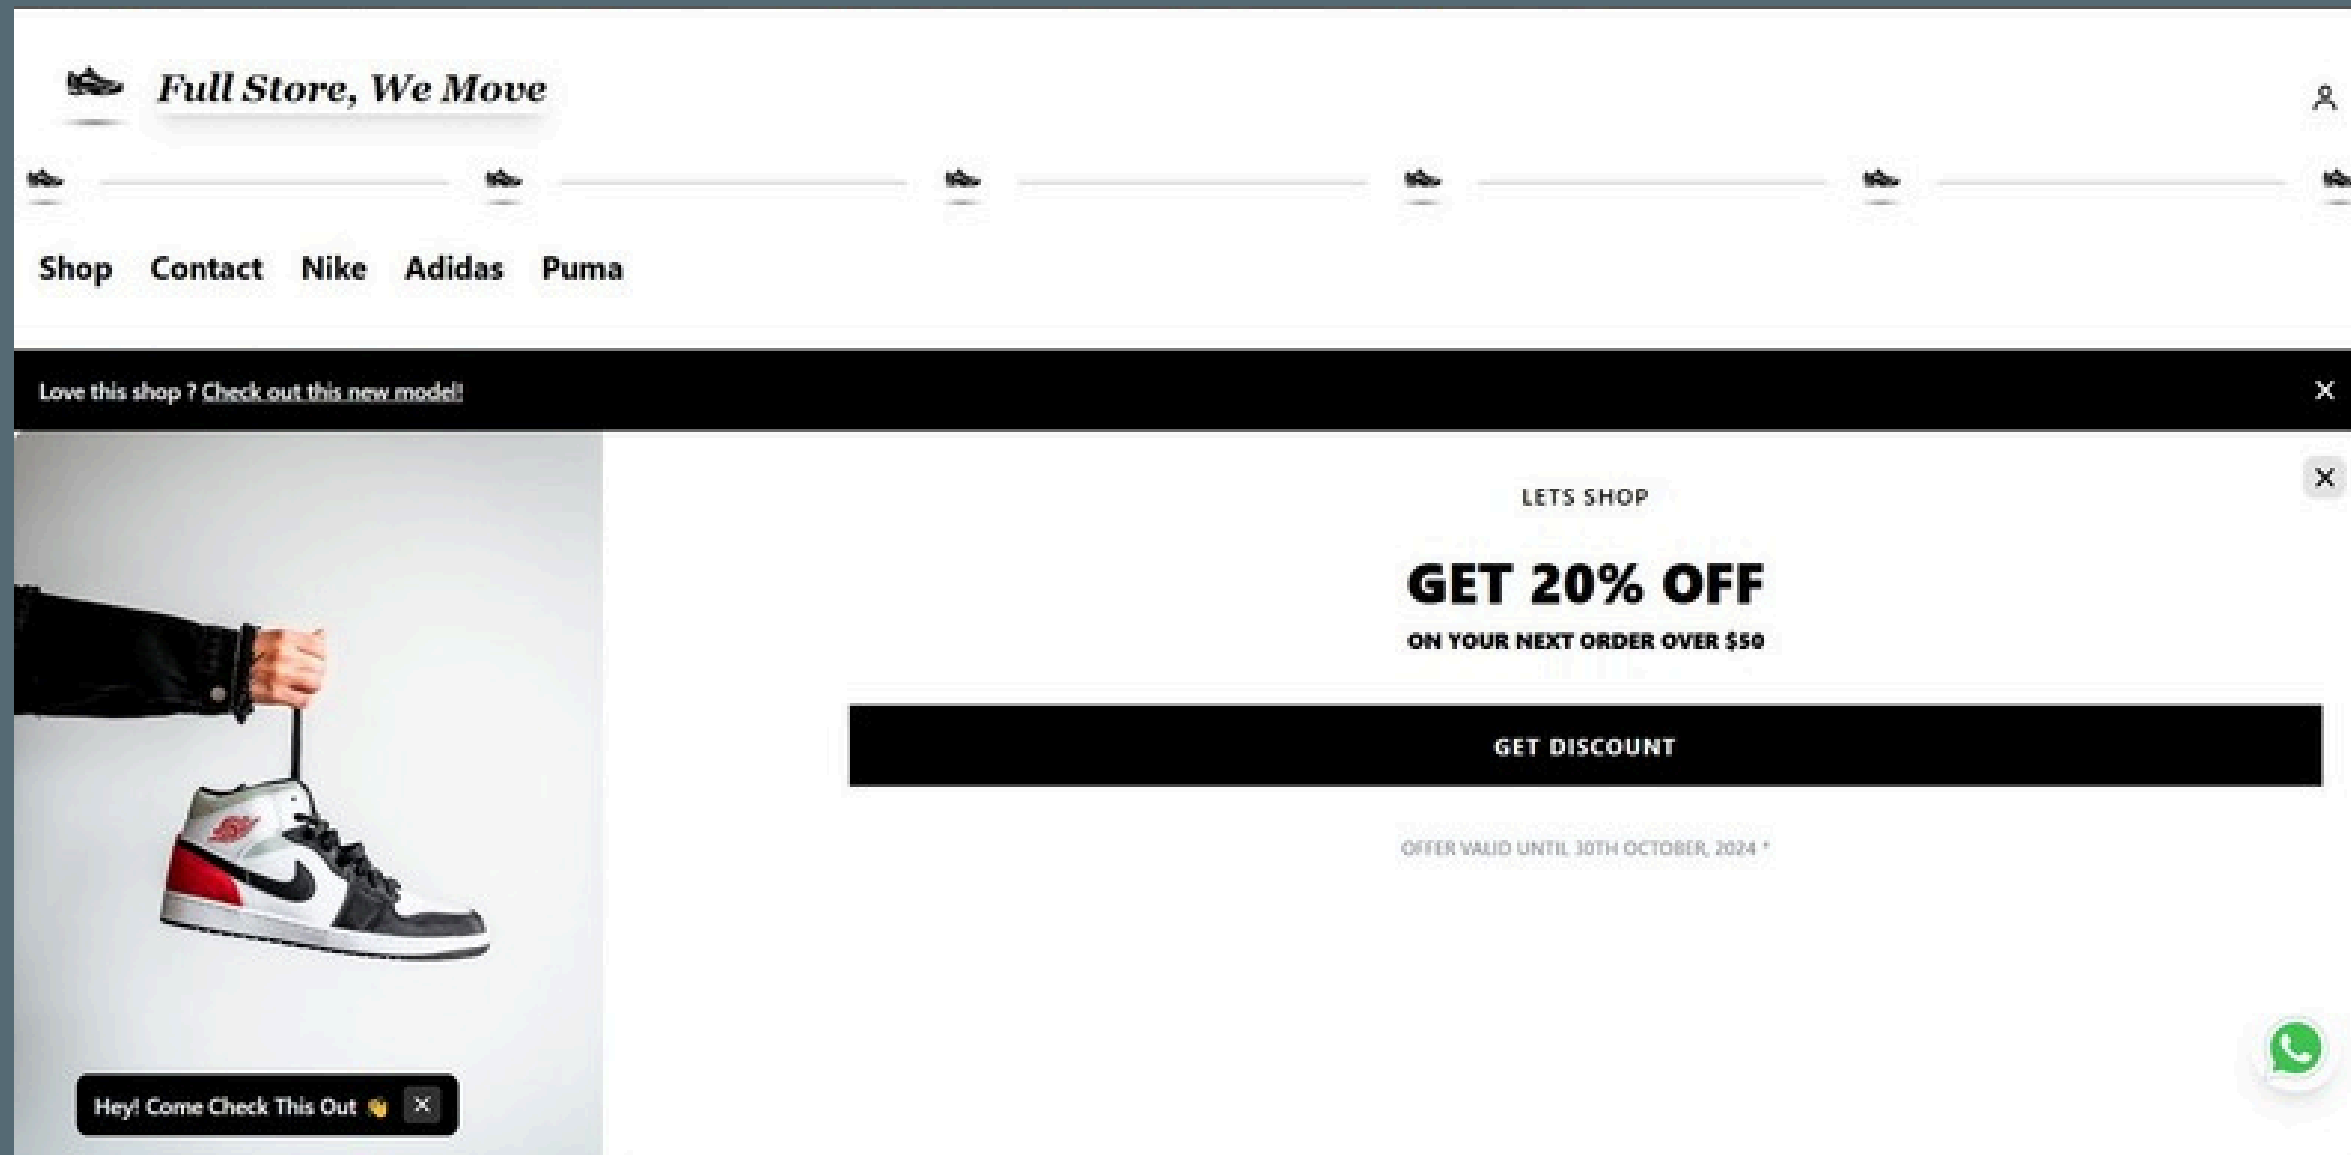 Full Store, We Move
Shop Contact Nike Adidas Puma
Love this shop ? Check out this new model!
LETS SHOP
GET 20% OFF
ON YOUR NEXT ORDER OVER $50
GET DISCOUNT
OFFER VALID UNTIL 30TH OCTOBER, 2024 *
Hey! Come Check This Out 👋